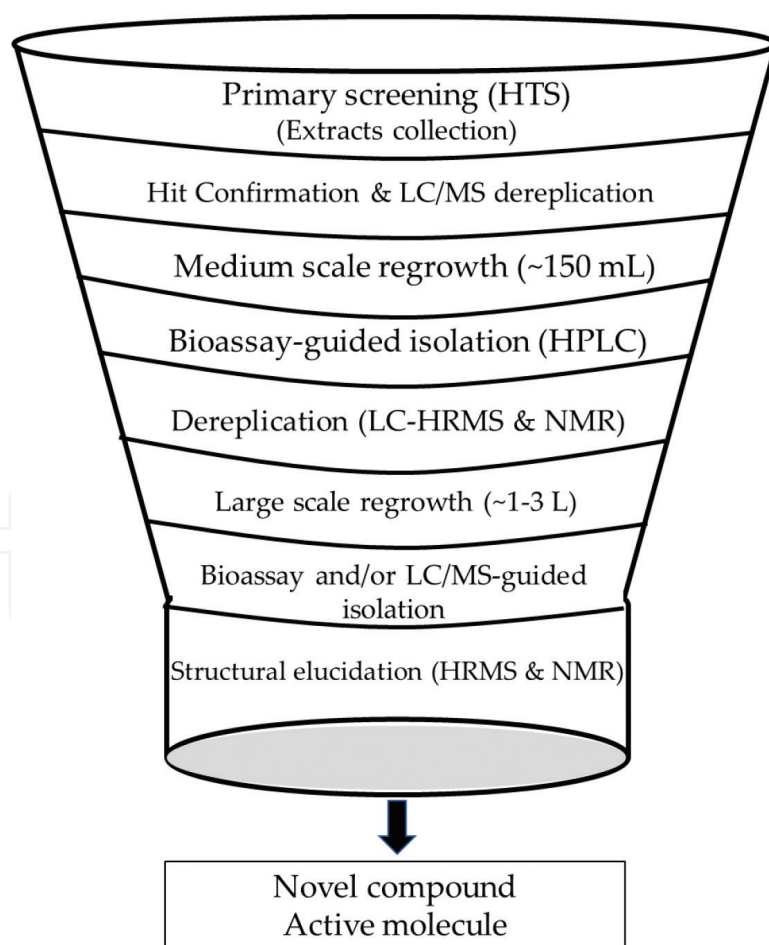 Primary screening (HTS)
(Extracts collection)
Hit Confirmation & LC/MS dereplication
Medium scale regrowth (~150 mL)
Bioassay-guided isolation (HPLC)
Dereplication (LC-HRMS & NMR)
Large scale regrowth (~1-3 L)
Bioassay and/or LC/MS-guided
isolation
Structural elucidation (HRMS & NMR)
Novel compound
Active molecule